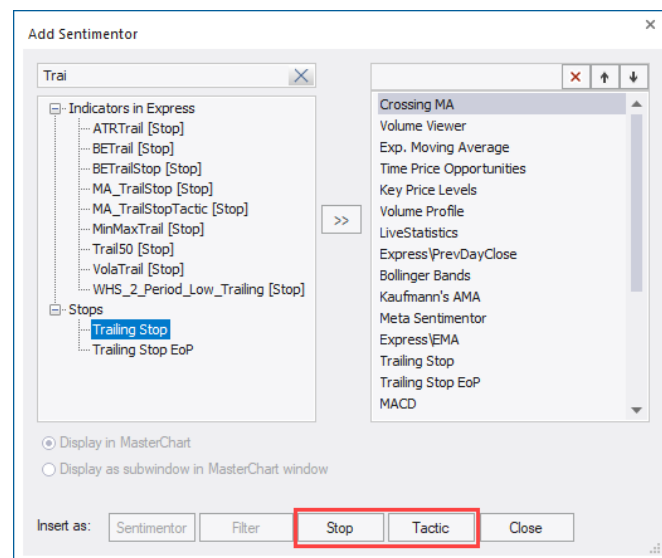 Add Sentimentor
Trai
Indicators in Express
ATRTrail [Stop]
BETrail [Stop]
BETrailStop [Stop]
MA_TrailStop [Stop]
MA_TrailStopTactic [Stop]
MinMaxTrail [Stop]
Trail50 [Stop]
VolaTrail [Stop]
WHS_2_Period_Low_Trailing [Stop]
Stops
Trailing Stop
Trailing Stop EoP
>>
Crossing MA
Volume Viewer
Exp. Moving Average
Time Price Opportunities
Key Price Levels
Volume Profile
LiveStatistics
Express\PrevDayClose
Bollinger Bands
Kaufmann's AMA
Meta Sentimentor
Express\EMA
Trailing Stop
Trailing Stop EoP
MACD
Display in MasterChart
Display as subwindow in MasterChart window
Insert as: Sentimentor Filter Stop Tactic Close